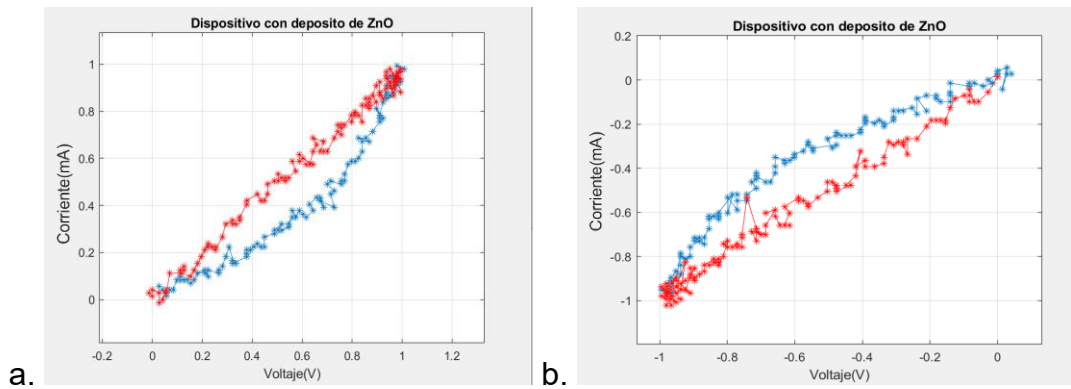 Dispositivo con deposito de ZnO
1
0.8
0.6
0.4
0.2
0
Corriente(mA)
-0.2 0 0.2 0.4 0.6 0.8 1 1.2
Voltaje(V)
a.
Dispositivo con deposito de ZnO
0.2
0
-0.2
-0.4
-0.6
-0.8
-1
Corriente(mA)
-1 -0.8 -0.6 -0.4 -0.2 0
Voltaje(V)
b.